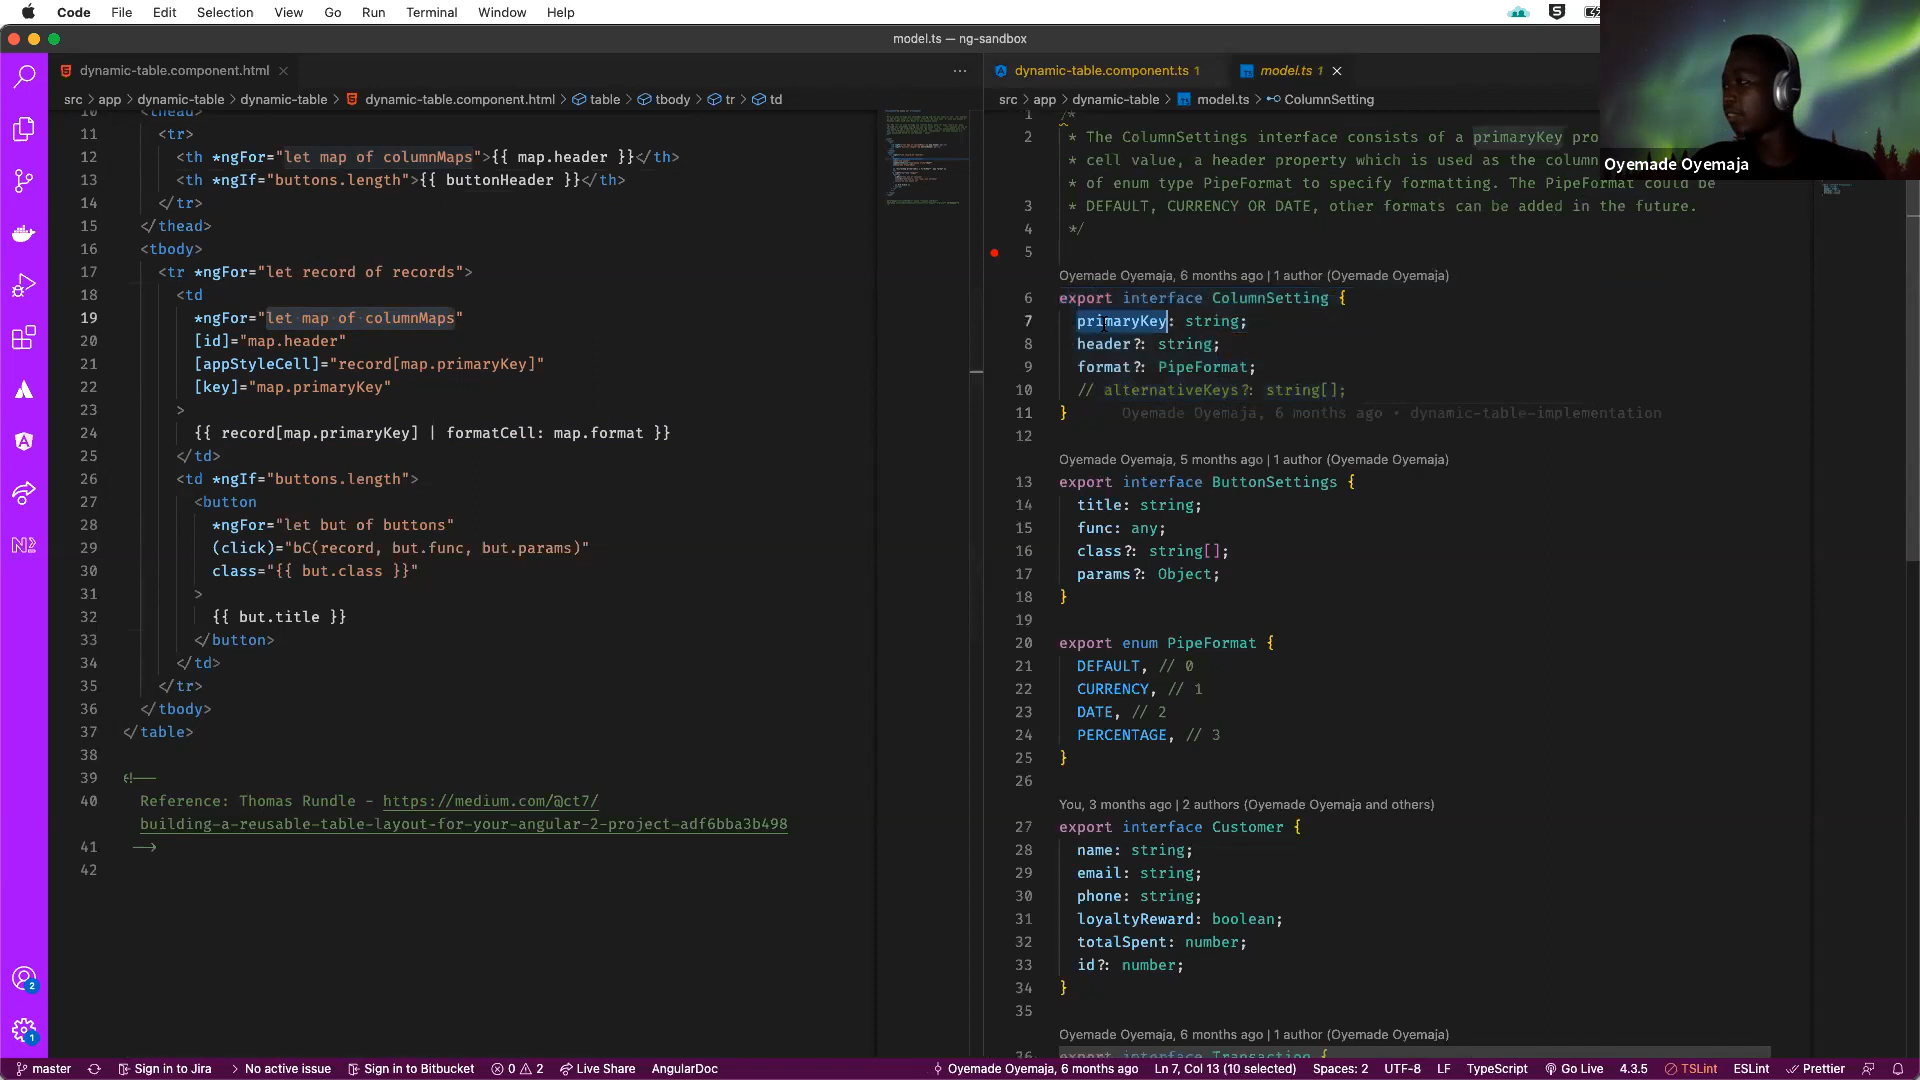 Code File Edit Selection View Go Run Terminal Window Help
model.ts — ng-sandbox
dynamic-table.component.html
src > app > dynamic-table > dynamic-table > dynamic-table.component.html > table > tbody > tr > td
10 <thead>
11 <tr>
12 <th *ngFor="let map of columnMaps">{{ map.header }}</th>
13 <th *ngIf="buttons.length">{{ buttonHeader }}</th>
14 </tr>
15 </thead>
16 <tbody>
17 <tr *ngFor="let record of records">
18 <td
19 *ngFor="let map of columnMaps"
20 [id]="map.header"
21 [appStyleCell]="record[map.primaryKey]"
22 [key]="map.primaryKey"
23 >
24 {{ record[map.primaryKey] | formatCell: map.format }}
25 </td>
26 <td *ngIf="buttons.length">
27 <button
28 *ngFor="let but of buttons"
29 (click)="bC(record, but.func, but.params)"
30 class="{{ but.class }}"
31 >
32 {{ but.title }}
33 </button>
34 </td>
35 </tr>
36 </tbody>
37 </table>
38
39 <!--
40 Reference: Thomas Rundle - https://medium.com/@ct7/
building-a-reusable-table-layout-for-your-angular-2-project-adf6bba3b498
41 -->
42
dynamic-table.component.ts 1 model.ts 1
src > app > dynamic-table > model.ts > ColumnSetting
1 /*
2 * The ColumnSettings interface consists of a primaryKey
* cell value, a header property which is used as the column
* of enum type PipeFormat to specify formatting. The PipeFormat could be
3 * DEFAULT, CURRENCY OR DATE, other formats can be added in the future.
4 */
5
Oyemade Oyemaja, 6 months ago | 1 author (Oyemade Oyemaja)
6 export interface ColumnSetting {
7 primaryKey: string;
8 header?: string;
9 format?: PipeFormat;
10 // alternativeKeys?: string[];
11 } Oyemade Oyemaja, 6 months ago • dynamic-table-implementation
12
Oyemade Oyemaja, 5 months ago | 1 author (Oyemade Oyemaja)
13 export interface ButtonSettings {
14 title: string;
15 func: any;
16 class?: string[];
17 params?: Object;
18 }
19
20 export enum PipeFormat {
21 DEFAULT, // 0
22 CURRENCY, // 1
23 DATE, // 2
24 PERCENTAGE, // 3
25 }
26
You, 3 months ago | 2 authors (Oyemade Oyemaja and others)
27 export interface Customer {
28 name: string;
29 email: string;
30 phone: string;
31 loyaltyReward: boolean;
32 totalSpent: number;
33 id?: number;
34 }
35
Oyemade Oyemaja, 6 months ago | 1 author (Oyemade Oyemaja)
36 export interface Transaction {
Oyemade Oyemaja
2
1
master Sign in to Jira No active issue Sign in to Bitbucket 0 2 Live Share AngularDoc Oyemade Oyemaja, 6 months ago Ln 7, Col 13 (10 selected) Spaces: 2 UTF-8 LF TypeScript Go Live 4.3.5 TSLint ESLint Prettier